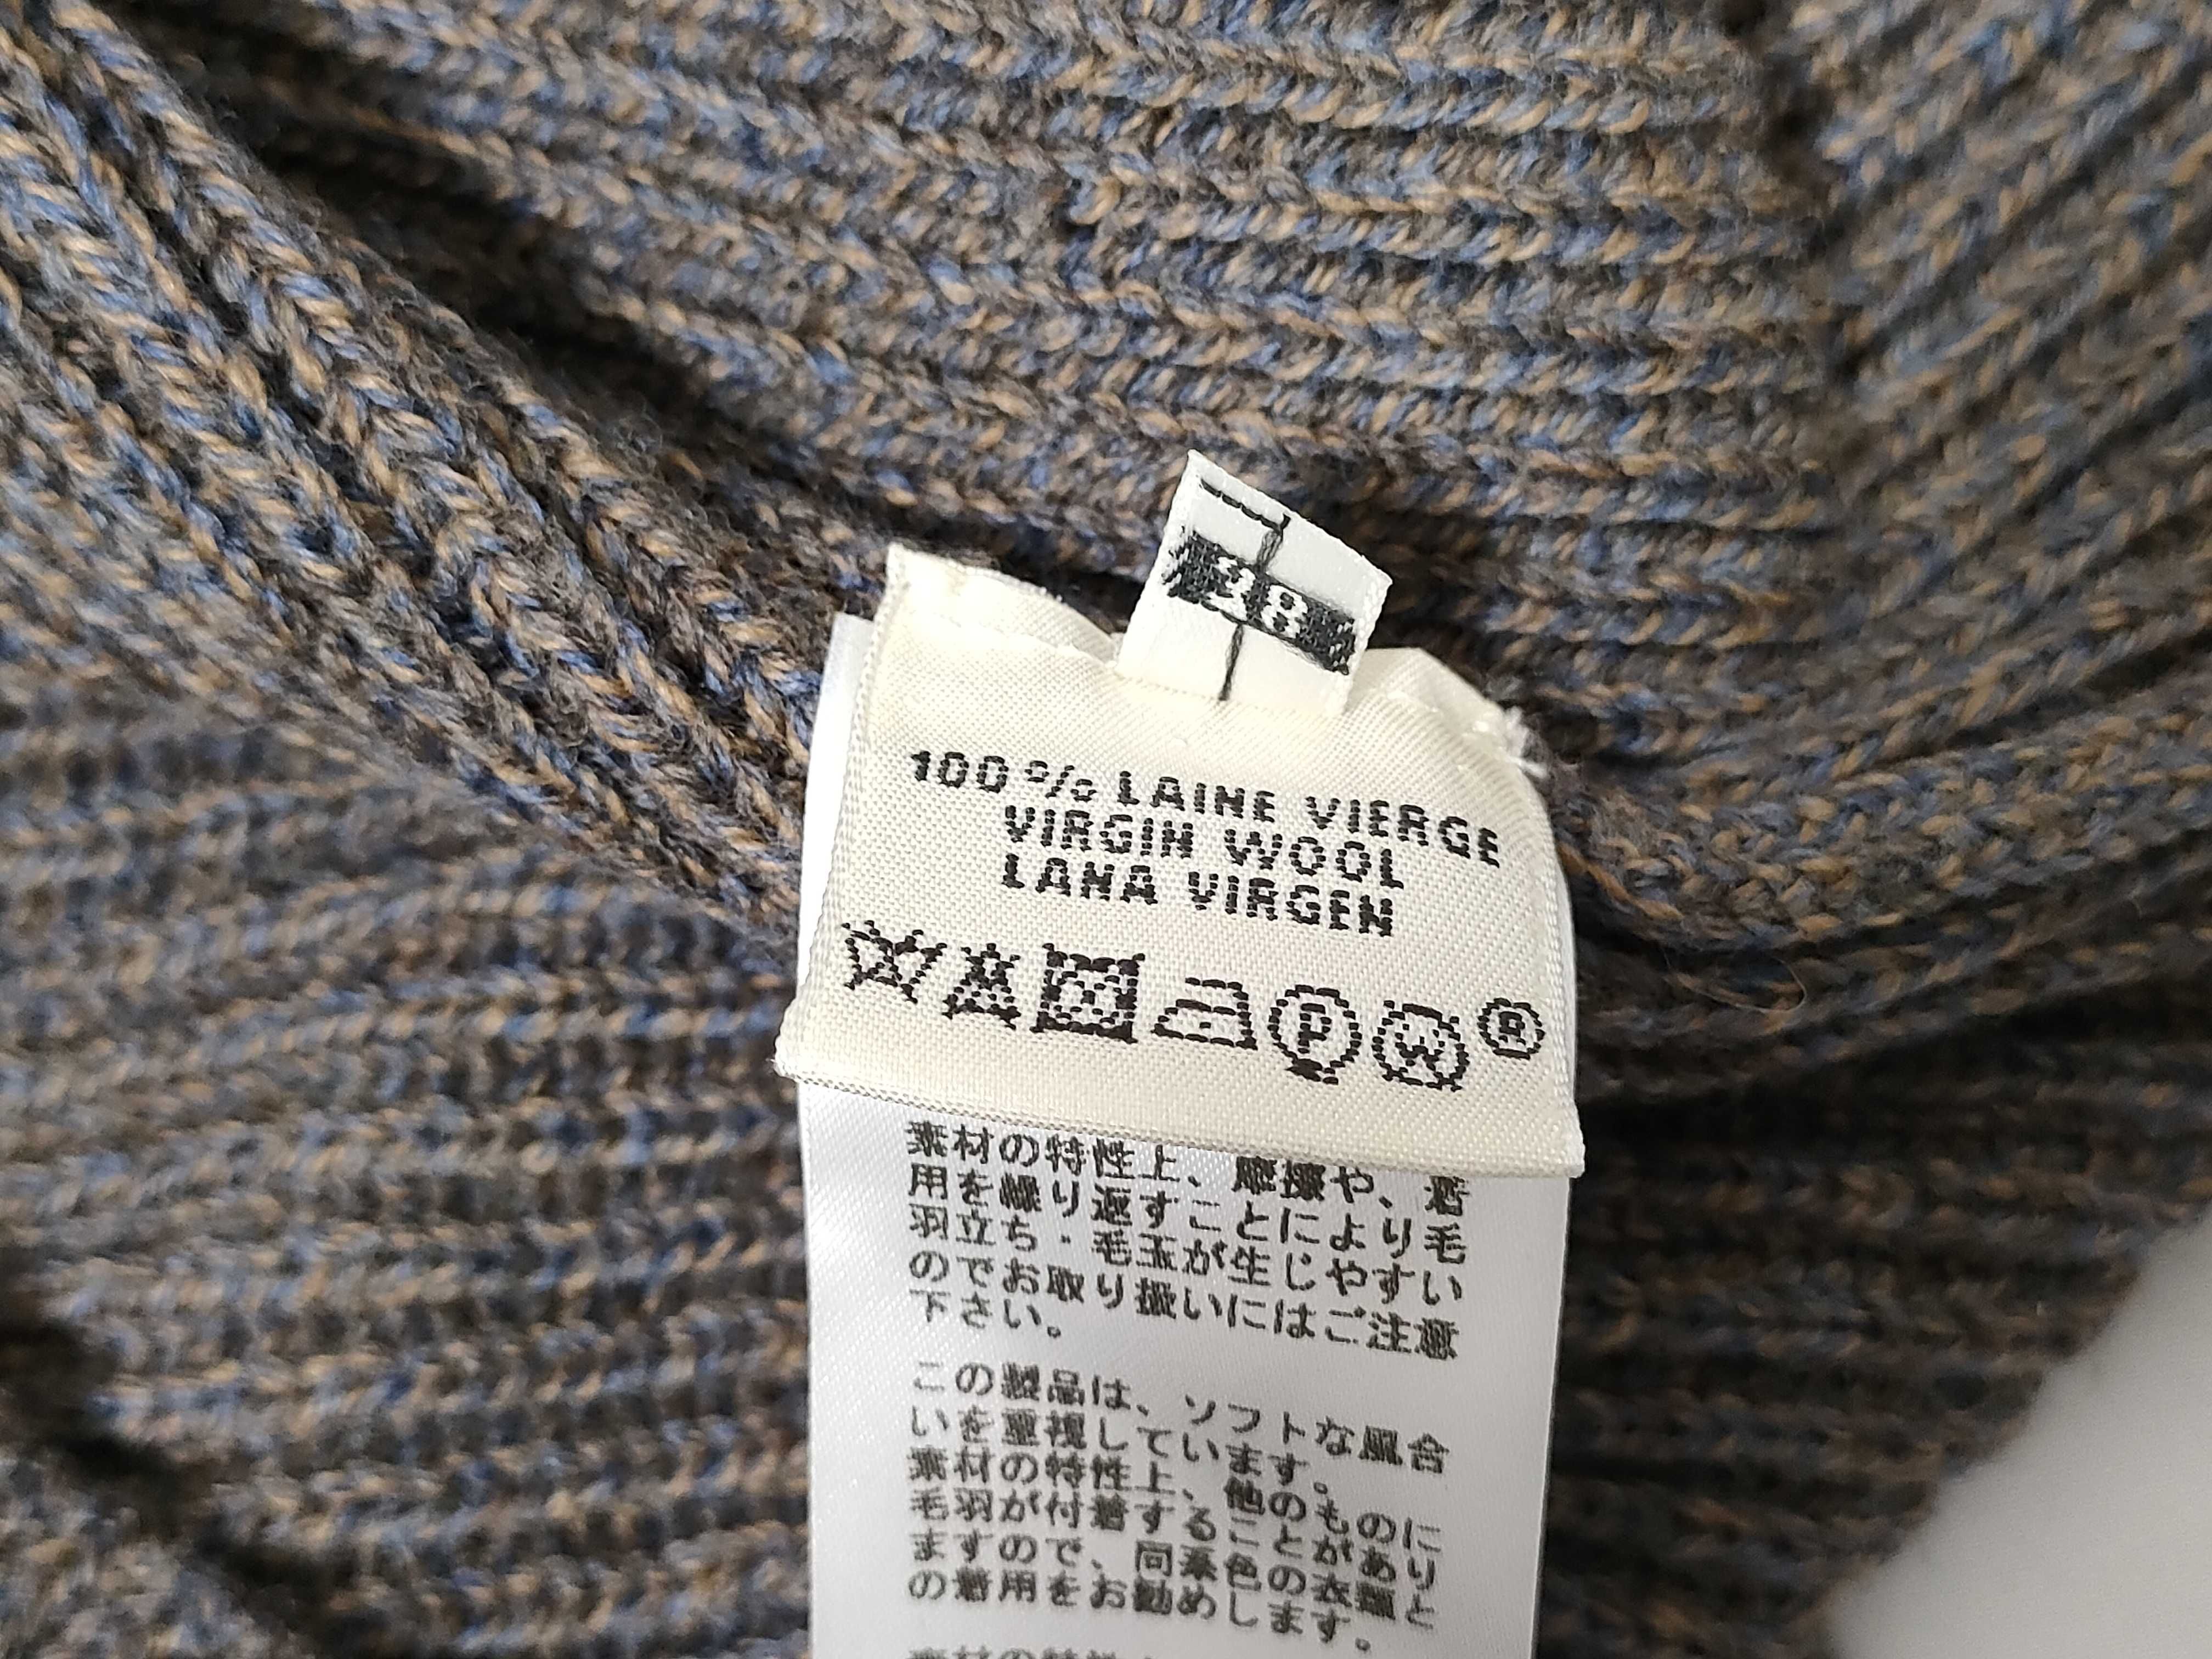 38
100% LAINE VIERGE
VIRGIN WOOL
LANA VIRGEN
P W R
素材の特性上、摩擦や、着
用を繰り返すことにより毛
羽立ち・毛玉が生じやすい
のでお取り扱いにはご注意
下さい。
この製品は、ソフトな風合
いを重視しています。
素材の特性上、他のものに
毛羽が付着することがあり
ますので、同系色の衣類と
の着用をお勧めします。